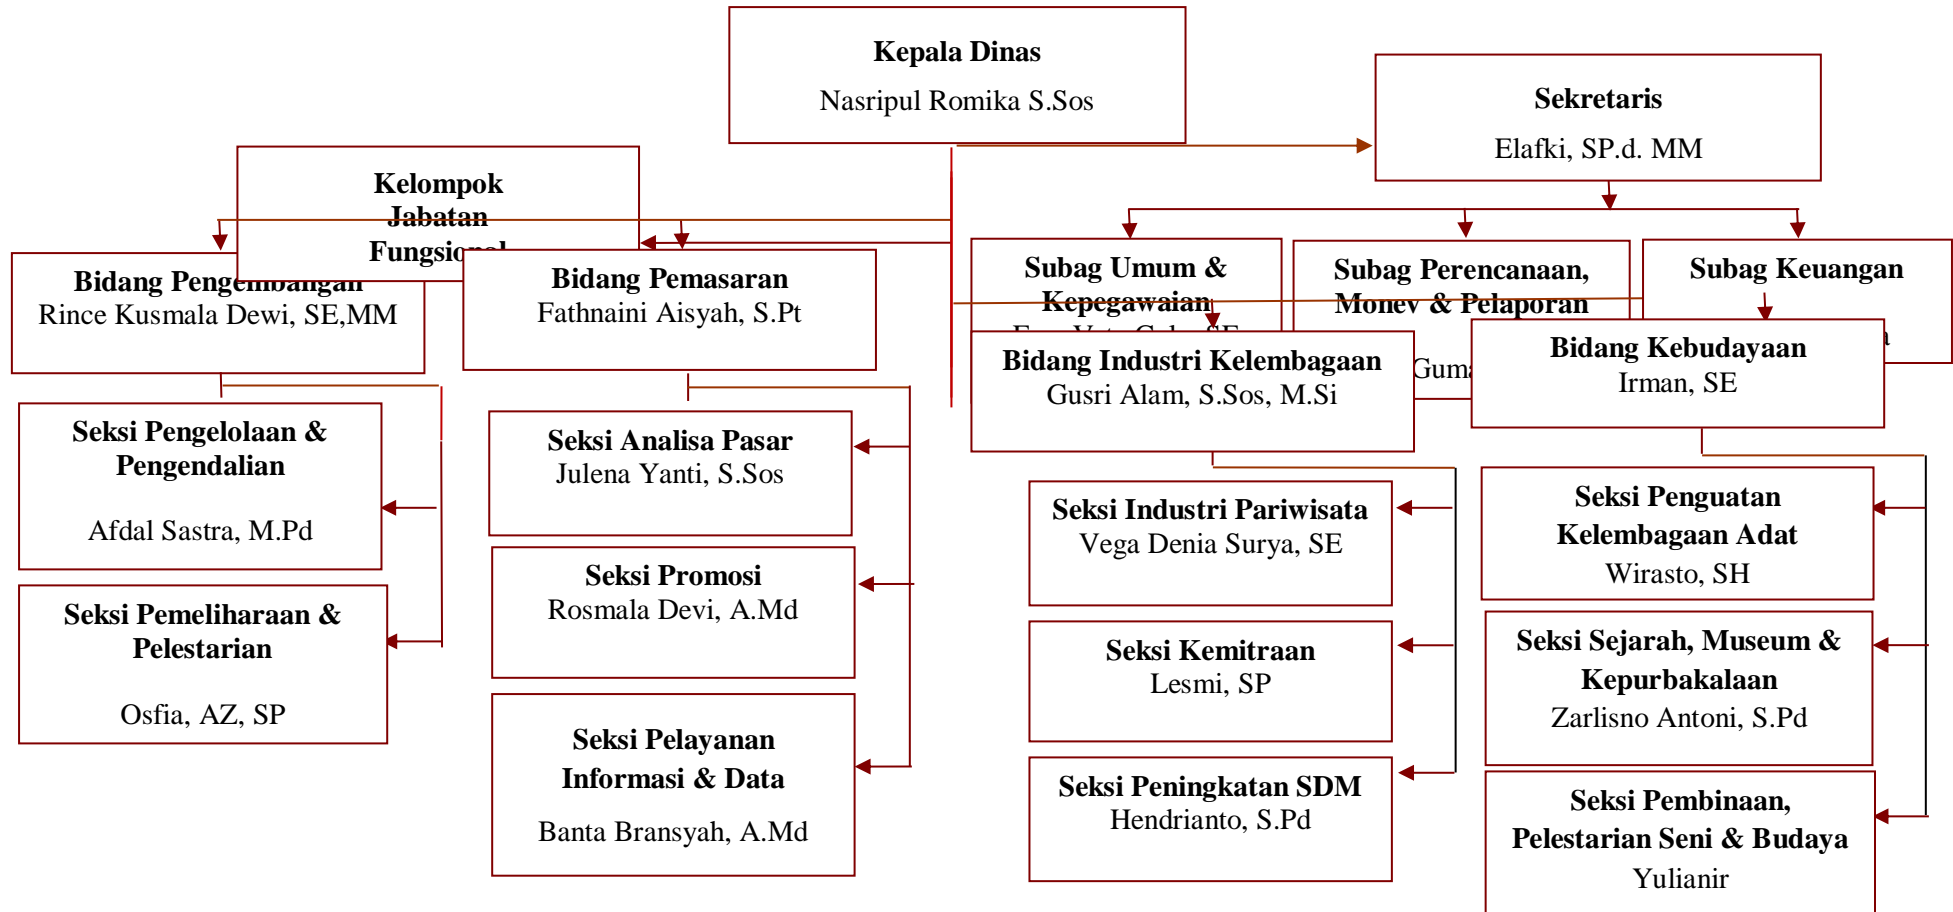 Kepala Dinas
Nasripul Romika S.Sos
Sekretaris
Elafki, SP.d. MM
Kelompok
Jabatan
Fungsional
Bidang Pengembangan
Rince Kusmala Dewi, SE,MM
Bidang Pemasaran
Fathnaini Aisyah, S.Pt
Subag Umum &
Kepegawaian
Subag Perencanaan,
Monev & Pelaporan
Subag Keuangan
Bidang Industri Kelembagaan
Gusri Alam, S.Sos, M.Si
Bidang Kebudayaan
Irman, SE
Seksi Pengelolaan &
Pengendalian
Afdal Sastra, M.Pd
Seksi Pemeliharaan &
Pelestarian
Osfia, AZ, SP
Seksi Analisa Pasar
Julena Yanti, S.Sos
Seksi Promosi
Rosmala Devi, A.Md
Seksi Pelayanan
Informasi & Data
Banta Bransyah, A.Md
Seksi Industri Pariwisata
Vega Denia Surya, SE
Seksi Kemitraan
Lesmi, SP
Seksi Peningkatan SDM
Hendrianto, S.Pd
Seksi Penguatan
Kelembagaan Adat
Wirasto, SH
Seksi Sejarah, Museum &
Kepurbakalaan
Zarlisno Antoni, S.Pd
Seksi Pembinaan,
Pelestarian Seni & Budaya
Yulianir